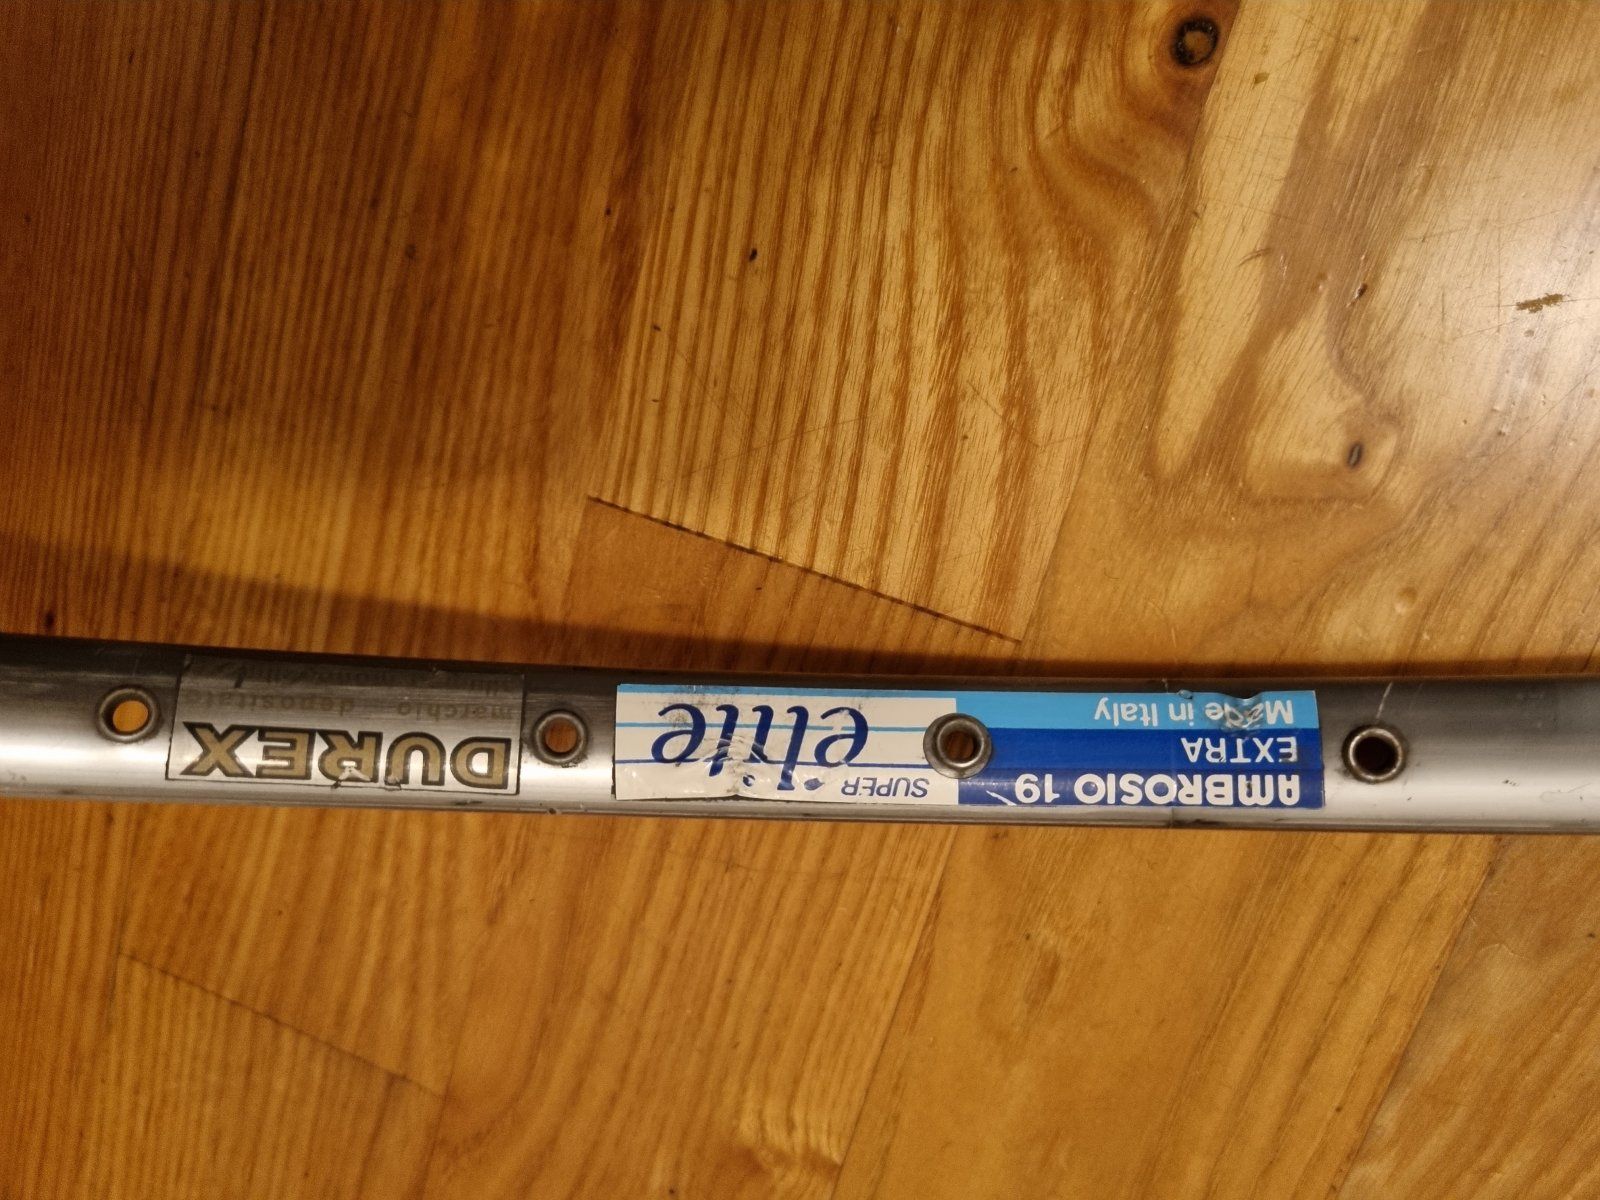 AMBROSIO 19
EXTRA
Made in Italy
SUPER
elite
DUREX
marchio depositato